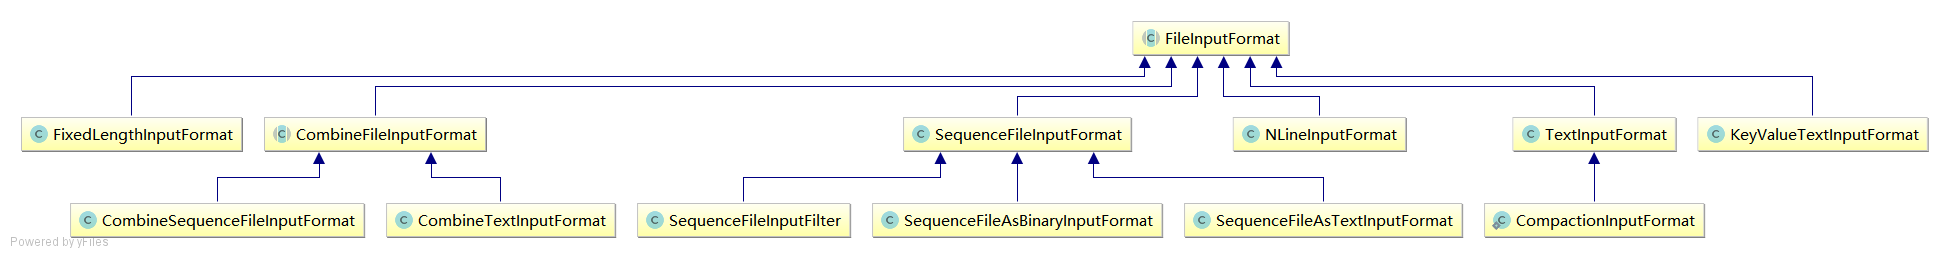 FileInputFormat
FixedLengthInputFormat
CombineFileInputFormat
SequenceFileInputFormat
NLineInputFormat
TextInputFormat
KeyValueTextInputFormat
CombineSequenceFileInputFormat
CombineTextInputFormat
SequenceFileInputFilter
SequenceFileAsBinaryInputFormat
SequenceFileAsTextInputFormat
CompactionInputFormat
Powered by yFiles